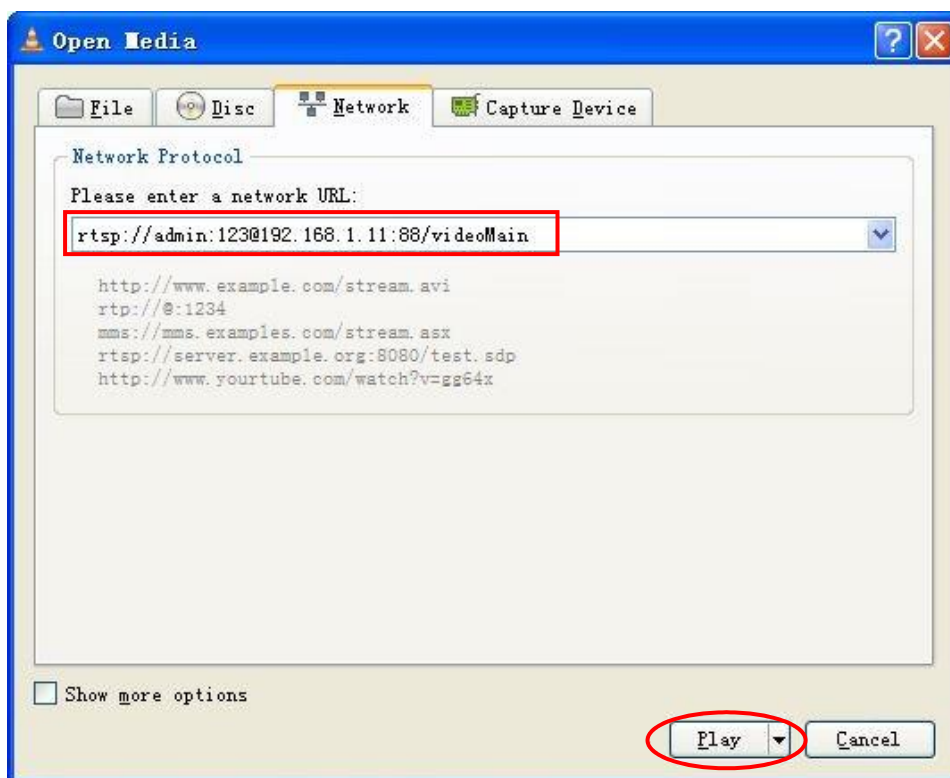 Open Media
File Disc Network Capture Device
Network Protocol
Please enter a network URL:
rtsp://admin:123@192.168.1.11:88/videoMain
http://www.example.com/stream.avi
rtp://@:1234
mms://mms.examples.com/stream.asx
rtsp://server.example.org:8080/test.sdp
http://www.yourtube.com/watch?v=gg64x
Show more options
Play Cancel